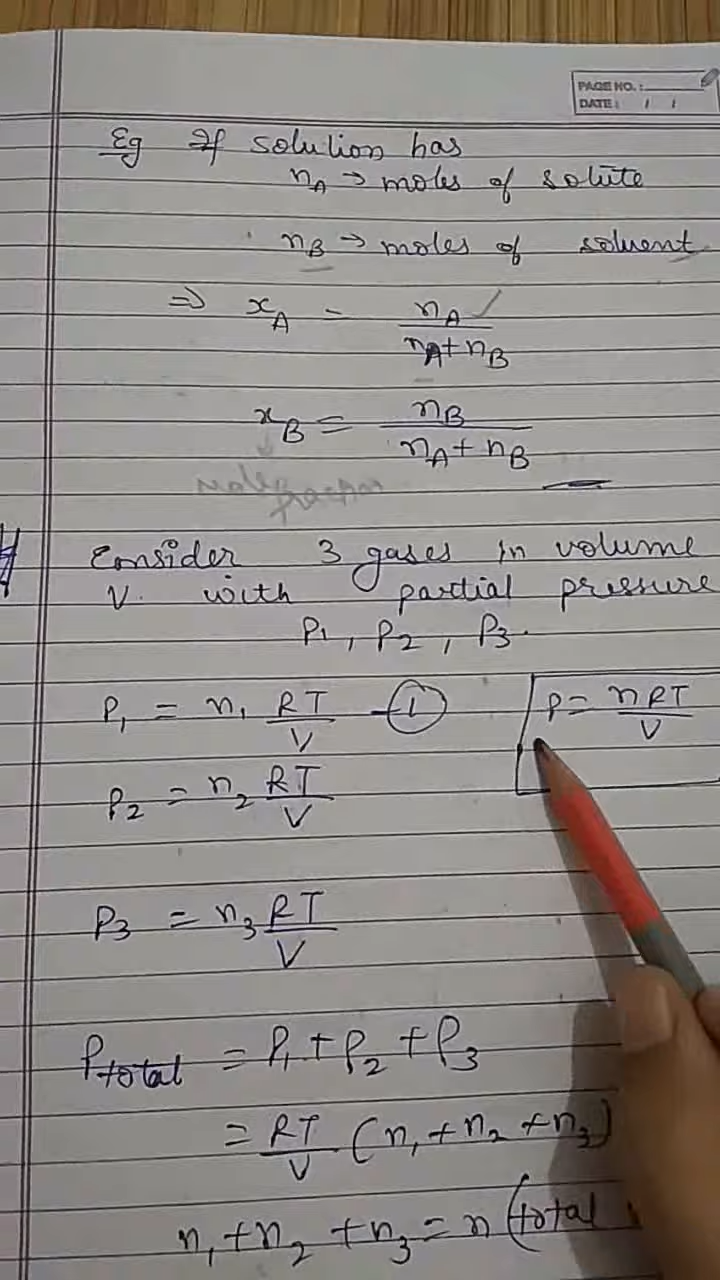 PAGE NO.:
DATE: / /
Eg If solution has
nA → moles of solute
nB → moles of solvent
⇒ xA = nA / nA + nB ✓
xB = nB / nA + nB
mole fraction
Consider 3 gases in volume
V. with partial pressure
P1, P2, P3.
P1 = n1 RT/V —①
P = nRT/V
P2 = n2 RT/V
P3 = n3 RT/V
Ptotal = P1 + P2 + P3
= RT/V (n1 + n2 + n3)
n1 + n2 + n3 = n (total